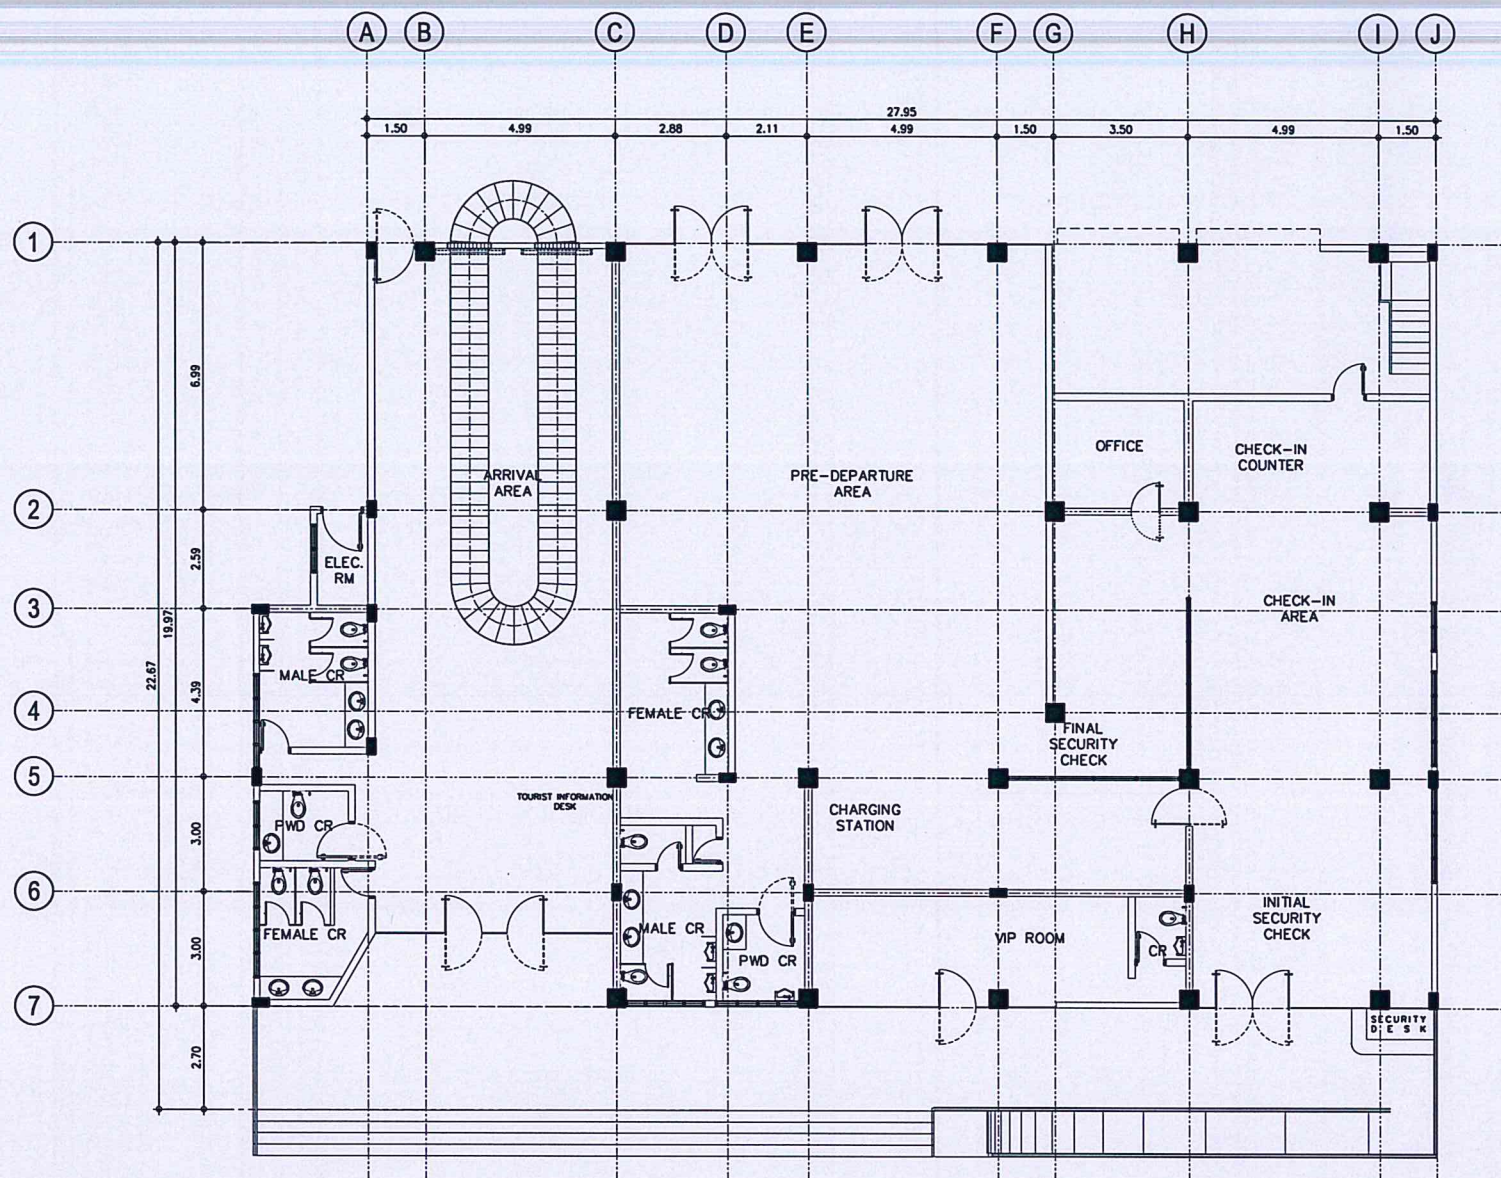 A B C D E F G H I J
27.95
1.50 4.99 2.88 2.11 4.99 1.50 3.50 4.99 1.50
1
6.99
OFFICE
CHECK-IN
COUNTER
ARRIVAL
AREA
PRE-DEPARTURE
AREA
2
ELEC.
RM
2.59
CHECK-IN
AREA
3
19.97
22.67
4.39
MALE CR
FEMALE CR
4
FINAL
SECURITY
CHECK
5
TOURIST INFORMATION
DESK
CHARGING
STATION
3.00
PWD CR
6
INITIAL
SECURITY
CHECK
FEMALE CR
MALE CR
VIP ROOM
CR
3.00
PWD CR
7
SECURITY
DESK
2.70